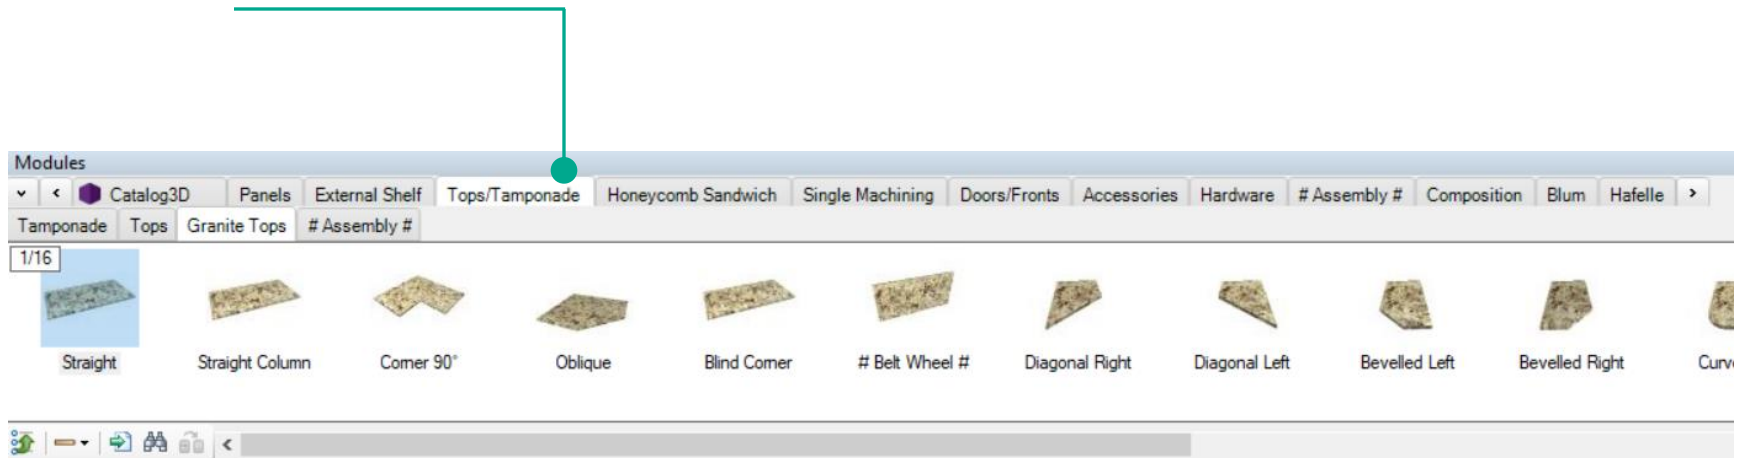 Modules
Catalog3D Panels External Shelf Tops/Tamponade Honeycomb Sandwich Single Machining Doors/Fronts Accessories Hardware # Assembly # Composition Blum Hafelle
Tamponade Tops Granite Tops # Assembly #
1/16
Straight Straight Column Corner 90° Oblique Blind Corner # Belt Wheel # Diagonal Right Diagonal Left Bevelled Left Bevelled Right Curv